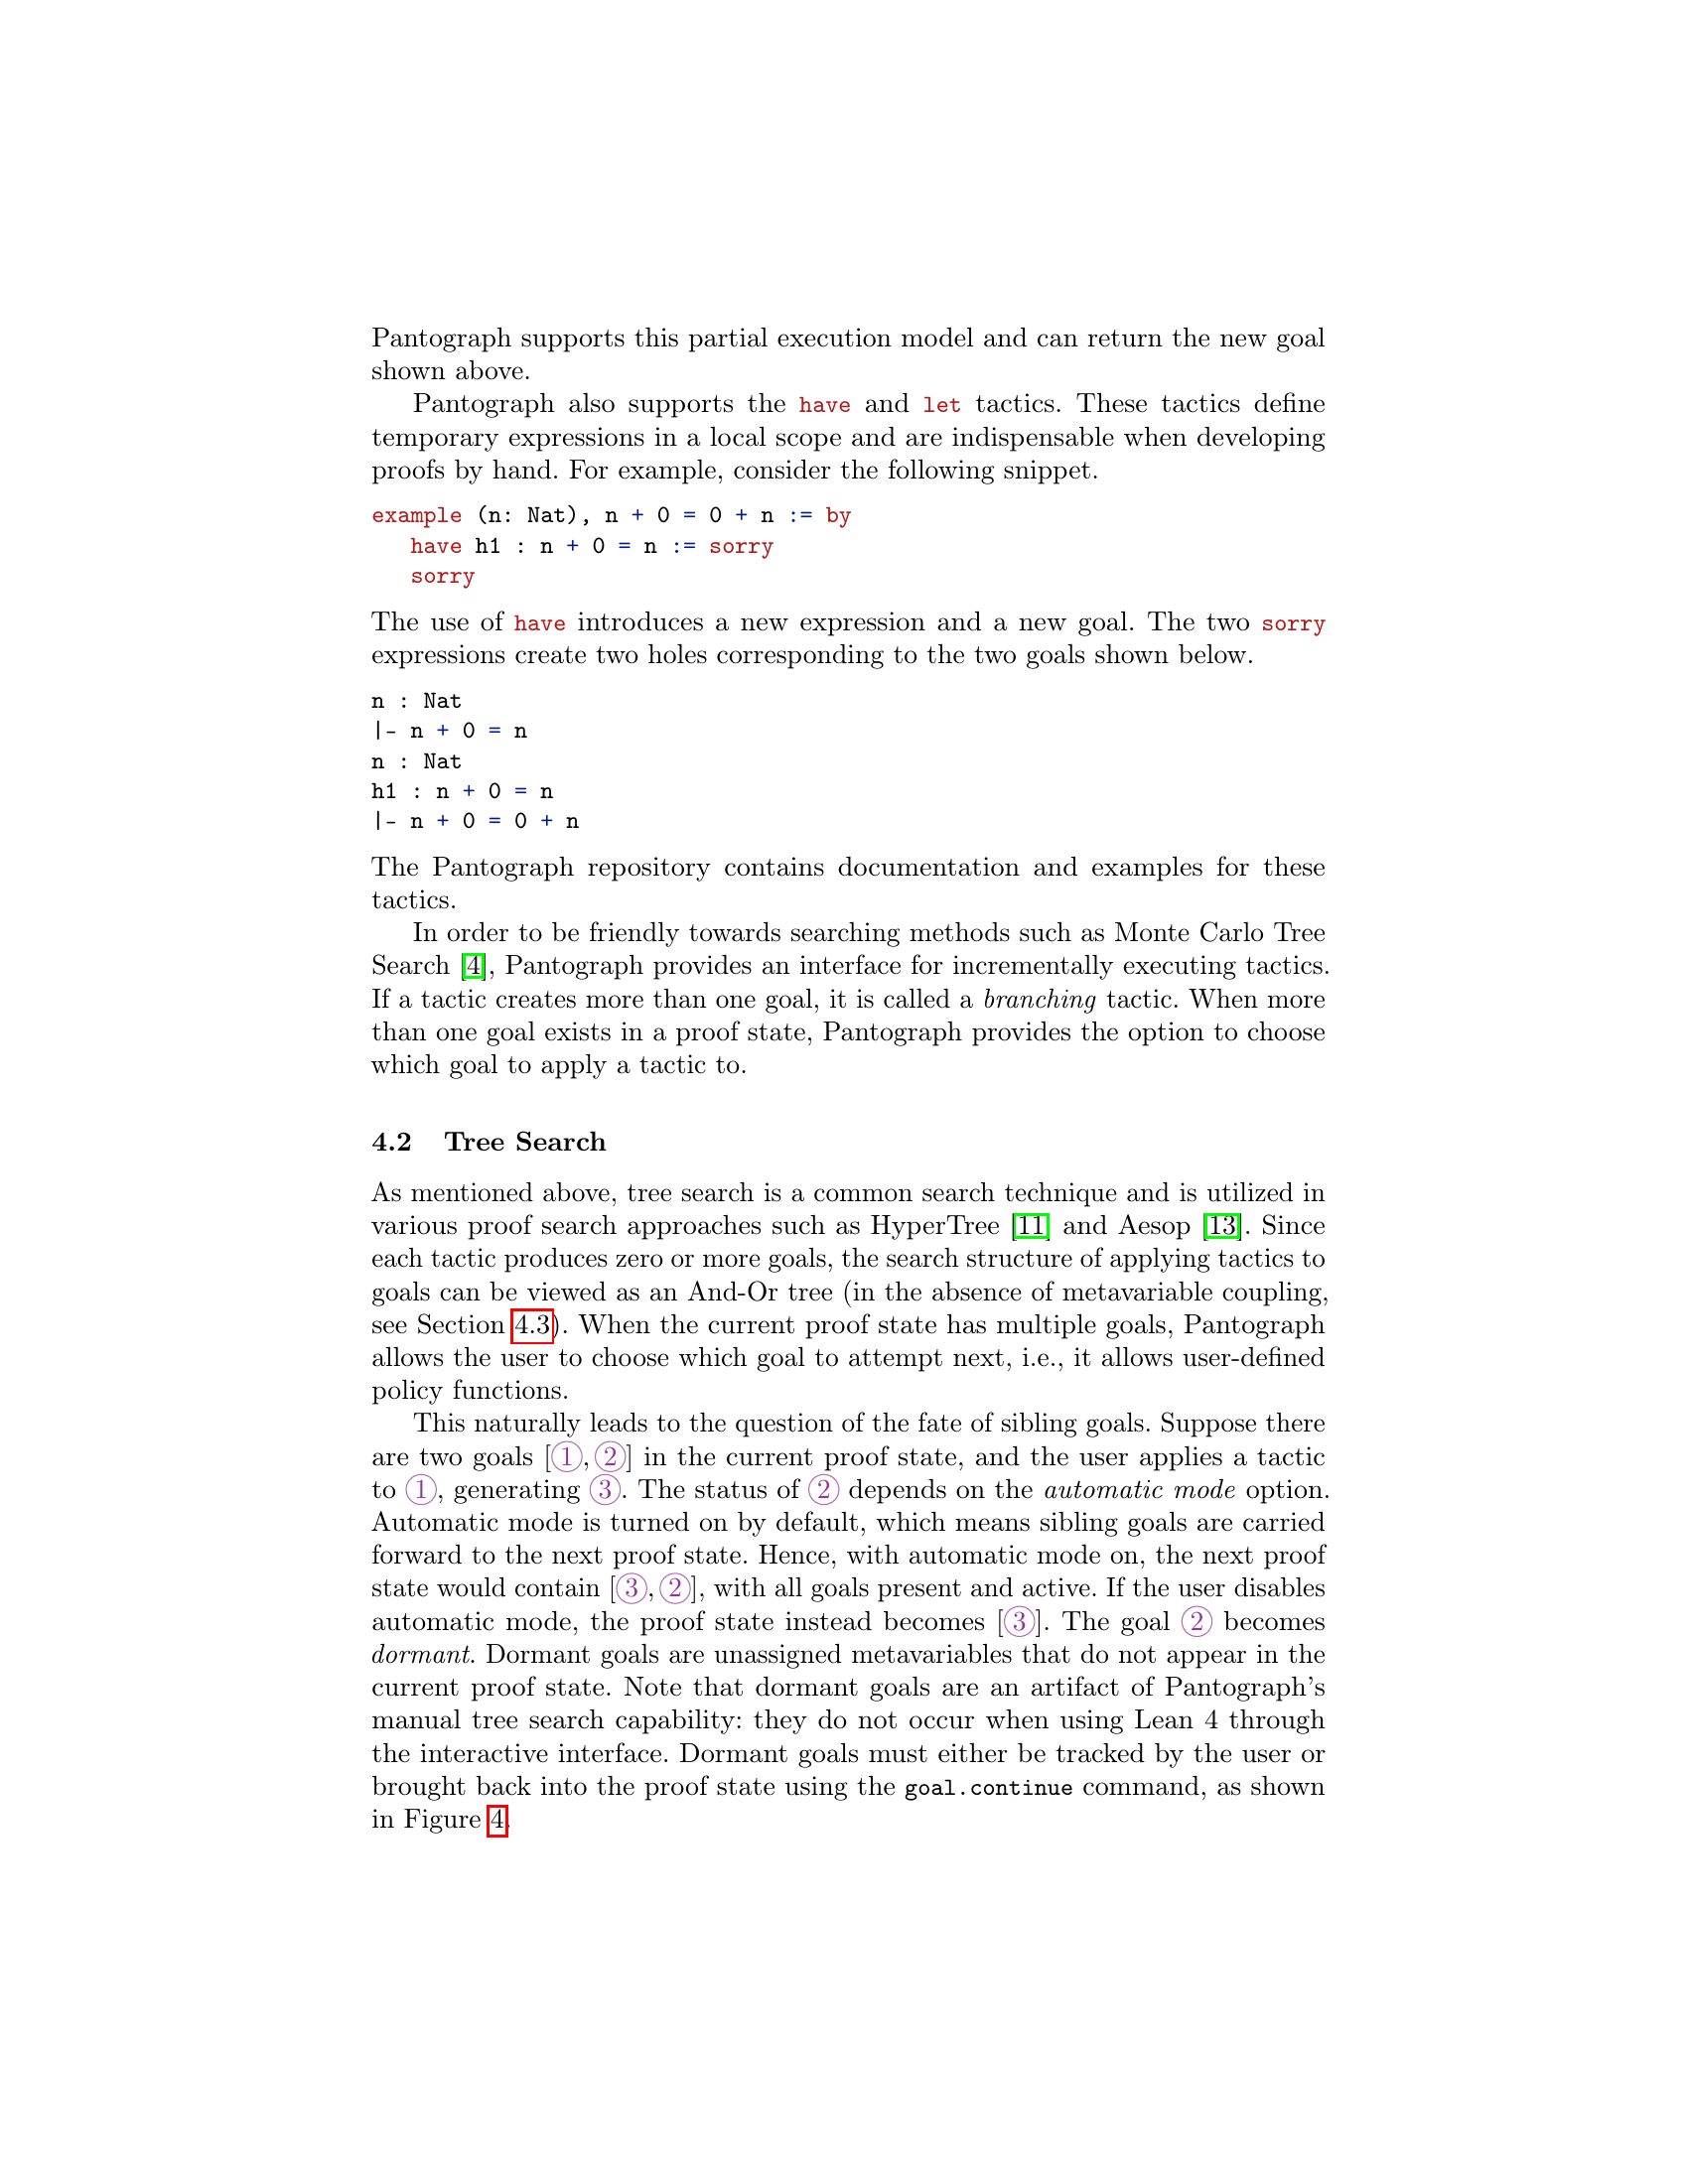 Pantograph supports this partial execution model and can return the new goal
shown above.
Pantograph also supports the have and let tactics. These tactics define
temporary expressions in a local scope and are indispensable when developing
proofs by hand. For example, consider the following snippet.
example (n: Nat), n + 0 = 0 + n := by
have h1 : n + 0 = n := sorry
sorry
The use of have introduces a new expression and a new goal. The two sorry
expressions create two holes corresponding to the two goals shown below.
n : Nat
|- n + 0 = n
n : Nat
h1 : n + 0 = n
|- n + 0 = 0 + n
The Pantograph repository contains documentation and examples for these
tactics.
In order to be friendly towards searching methods such as Monte Carlo Tree
Search [4], Pantograph provides an interface for incrementally executing tactics.
If a tactic creates more than one goal, it is called a branching tactic. When more
than one goal exists in a proof state, Pantograph provides the option to choose
which goal to apply a tactic to.
4.2 Tree Search
As mentioned above, tree search is a common search technique and is utilized in
various proof search approaches such as HyperTree [11] and Aesop [13]. Since
each tactic produces zero or more goals, the search structure of applying tactics to
goals can be viewed as an And-Or tree (in the absence of metavariable coupling,
see Section 4.3). When the current proof state has multiple goals, Pantograph
allows the user to choose which goal to attempt next, i.e., it allows user-defined
policy functions.
This naturally leads to the question of the fate of sibling goals. Suppose there
are two goals [①, ②] in the current proof state, and the user applies a tactic
to ①, generating ③. The status of ② depends on the automatic mode option.
Automatic mode is turned on by default, which means sibling goals are carried
forward to the next proof state. Hence, with automatic mode on, the next proof
state would contain [③, ②], with all goals present and active. If the user disables
automatic mode, the proof state instead becomes [③]. The goal ② becomes
dormant. Dormant goals are unassigned metavariables that do not appear in the
current proof state. Note that dormant goals are an artifact of Pantograph's
manual tree search capability: they do not occur when using Lean 4 through
the interactive interface. Dormant goals must either be tracked by the user or
brought back into the proof state using the goal.continue command, as shown
in Figure 4.